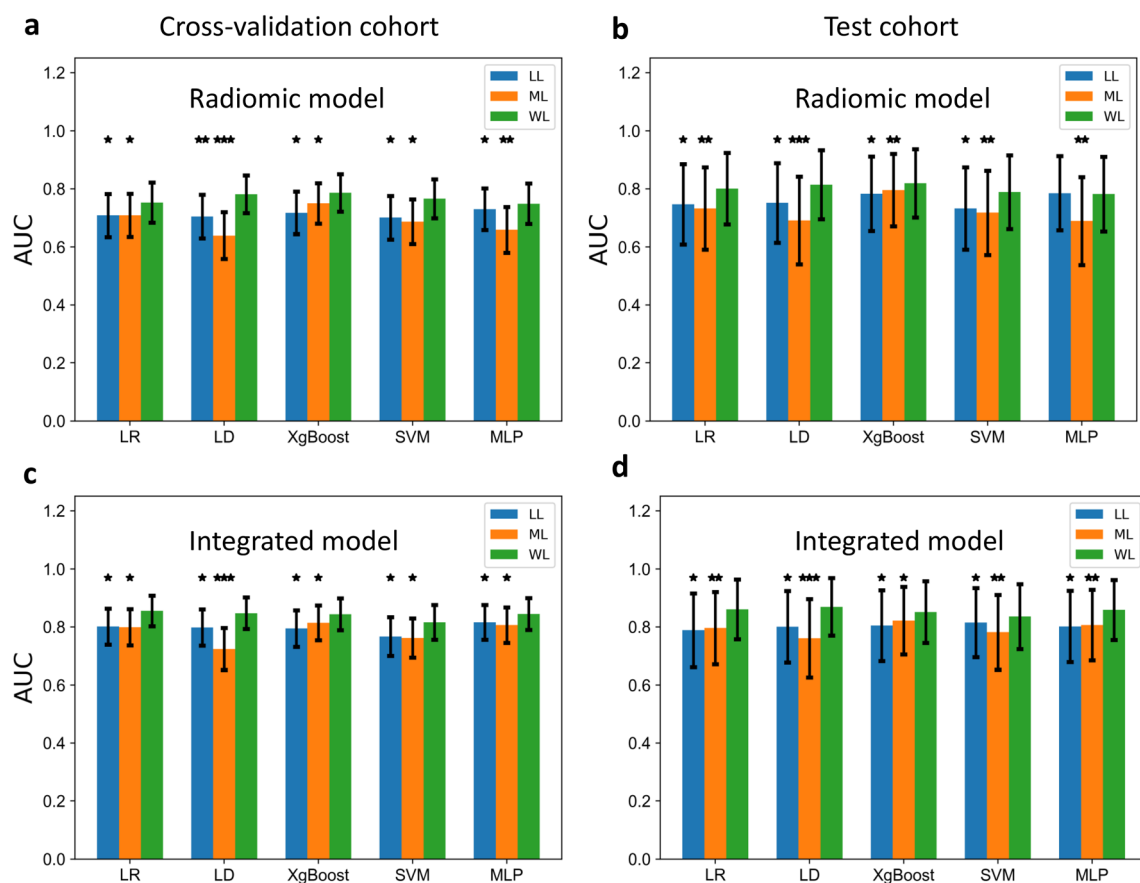 a Cross-validation cohort
b Test cohort
1.2
1.0
0.8
0.6
0.4
0.2
0.0
AUC
Radiomic model
LL
ML
WL
★ ★ ★★ ★★★ ★ ★ ★ ★ ★ ★★
LR LD XgBoost SVM MLP
1.2
1.0
0.8
0.6
0.4
0.2
0.0
Radiomic model
LL
ML
WL
★ ★★ ★ ★★★ ★ ★★ ★ ★★ ★★
LR LD XgBoost SVM MLP
c
1.2
1.0
0.8
0.6
0.4
0.2
0.0
AUC
Integrated model
LL
ML
WL
★ ★ ★ ★★★ ★ ★ ★ ★ ★ ★
LR LD XgBoost SVM MLP
d
1.2
1.0
0.8
0.6
0.4
0.2
0.0
Integrated model
LL
ML
WL
★ ★★ ★ ★★★ ★ ★ ★ ★★ ★ ★★
LR LD XgBoost SVM MLP